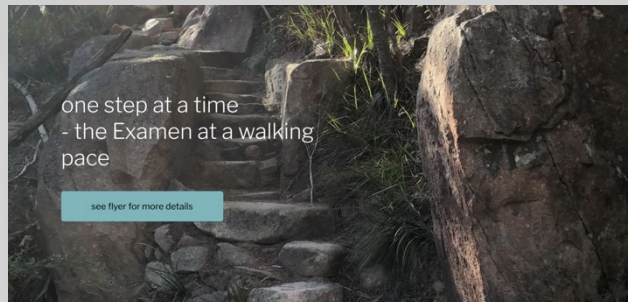 one step at a time
- the Examen at a walking
pace
see flyer for more details